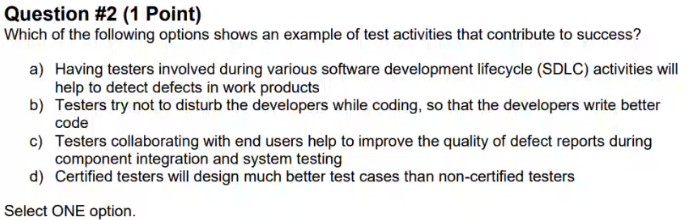 Question #2 (1 Point)
Which of the following options shows an example of test activities that contribute to success?
a) Having testers involved during various software development lifecycle (SDLC) activities will
help to detect defects in work products
b) Testers try not to disturb the developers while coding, so that the developers write better
code
c) Testers collaborating with end users help to improve the quality of defect reports during
component integration and system testing
d) Certified testers will design much better test cases than non-certified testers
Select ONE option.